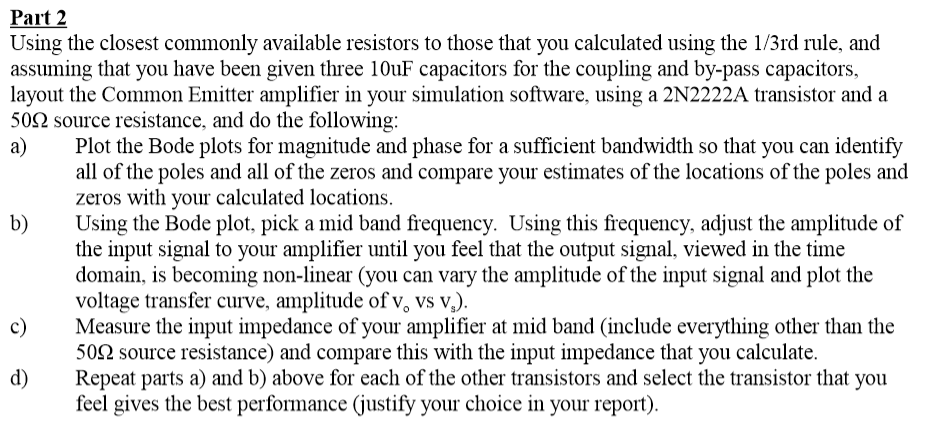 Part 2
Using the closest commonly available resistors to those that you calculated using the 1/3rd rule, and
assuming that you have been given three 10uF capacitors for the coupling and by-pass capacitors,
layout the Common Emitter amplifier in your simulation software, using a 2N2222A transistor and a
50Ω source resistance, and do the following:
a) Plot the Bode plots for magnitude and phase for a sufficient bandwidth so that you can identify
all of the poles and all of the zeros and compare your estimates of the locations of the poles and
zeros with your calculated locations.
b) Using the Bode plot, pick a mid band frequency. Using this frequency, adjust the amplitude of
the input signal to your amplifier until you feel that the output signal, viewed in the time
domain, is becoming non-linear (you can vary the amplitude of the input signal and plot the
voltage transfer curve, amplitude of vₒ vs vₛ).
c) Measure the input impedance of your amplifier at mid band (include everything other than the
50Ω source resistance) and compare this with the input impedance that you calculate.
d) Repeat parts a) and b) above for each of the other transistors and select the transistor that you
feel gives the best performance (justify your choice in your report).